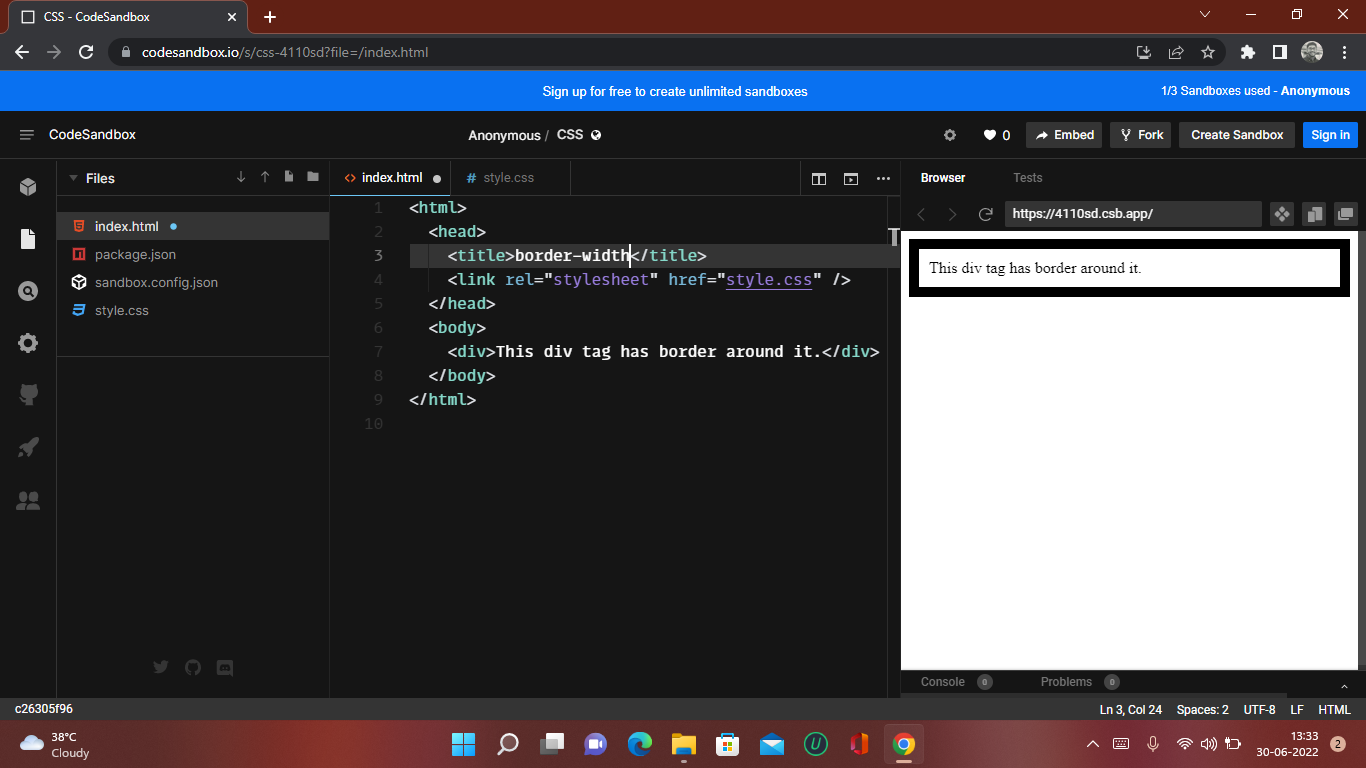 CSS - CodeSandbox
codesandbox.io/s/css-4110sd?file=/index.html
Sign up for free to create unlimited sandboxes
1/3 Sandboxes used - Anonymous
CodeSandbox
Anonymous / CSS
0
Embed
Fork
Create Sandbox
Sign in
Files
index.html
package.json
sandbox.config.json
style.css
index.html
style.css
1 <html>
2 <head>
3 <title>border-width</title>
4 <link rel="stylesheet" href="style.css" />
5 </head>
6 <body>
7 <div>This div tag has border around it.</div>
8 </body>
9 </html>
10
Browser
Tests
https://4110sd.csb.app/
This div tag has border around it.
Console 0
Problems 0
c26305f96
Ln 3, Col 24 Spaces: 2 UTF-8 LF HTML
38°C
Cloudy
13:33
30-06-2022
2